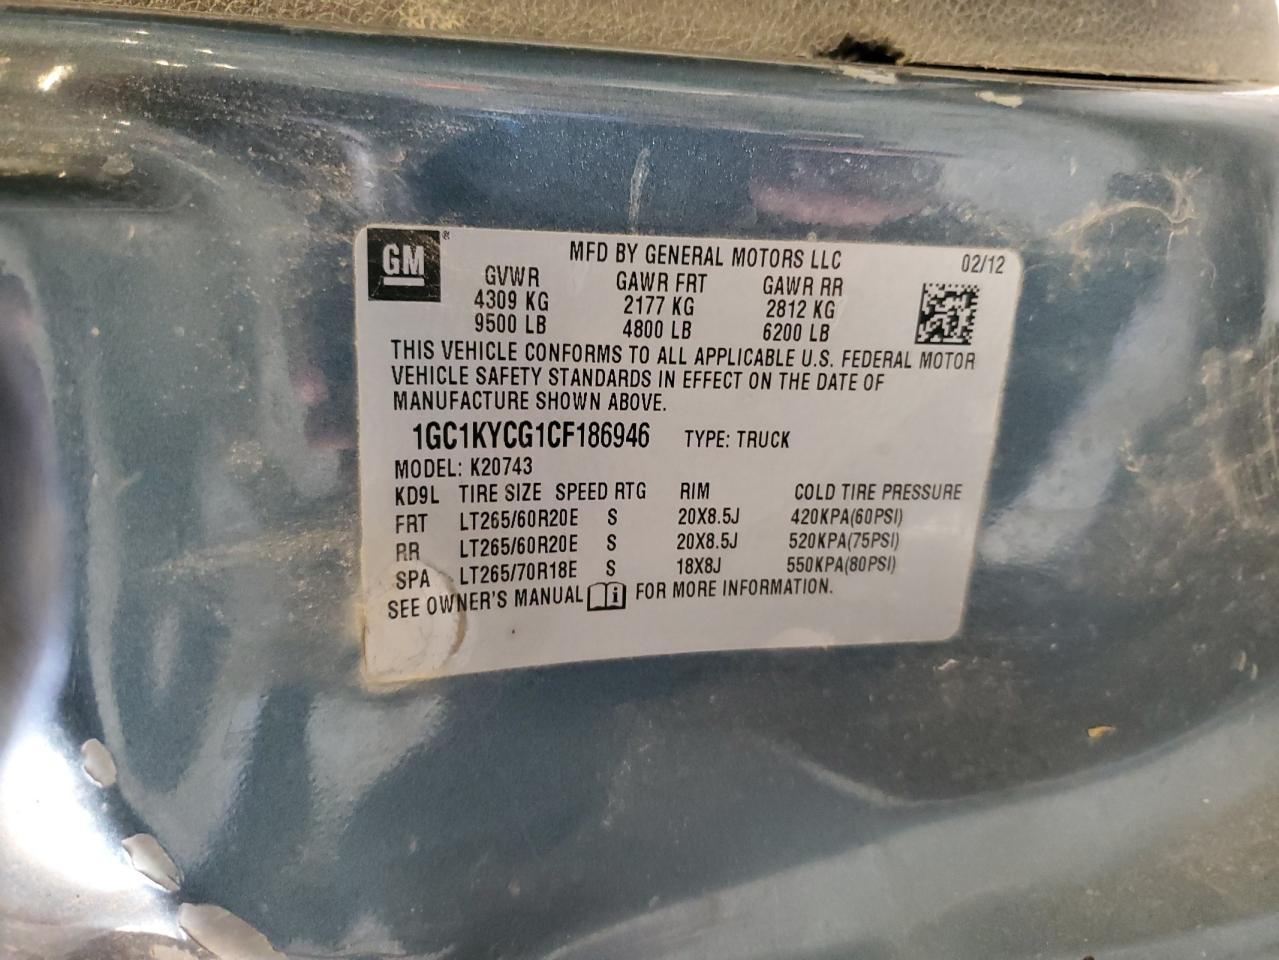 GM®
MFD BY GENERAL MOTORS LLC 02/12
GVWR GAWR FRT GAWR RR
4309 KG 2177 KG 2812 KG
9500 LB 4800 LB 6200 LB
THIS VEHICLE CONFORMS TO ALL APPLICABLE U.S. FEDERAL MOTOR
VEHICLE SAFETY STANDARDS IN EFFECT ON THE DATE OF
MANUFACTURE SHOWN ABOVE.
1GC1KYCG1CF186946 TYPE: TRUCK
MODEL: K20743
KD9L TIRE SIZE SPEED RTG RIM COLD TIRE PRESSURE
FRT LT265/60R20E S 20X8.5J 420KPA(60PSI)
RR LT265/60R20E S 20X8.5J 520KPA(75PSI)
SPA LT265/70R18E S 18X8J 550KPA(80PSI)
SEE OWNER'S MANUAL i FOR MORE INFORMATION.